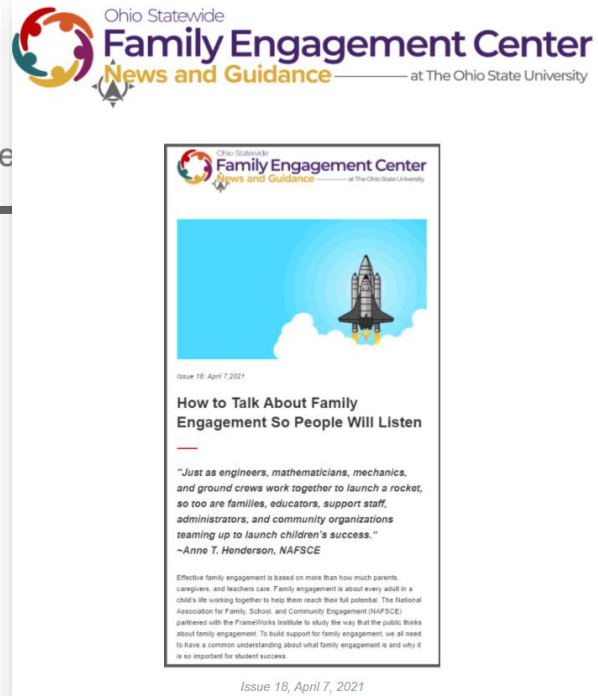 Ohio Statewide
Family Engagement Center
News and Guidance
at The Ohio State University
e
Ohio Statewide
Family Engagement Center
News and Guidance
at The Ohio State University
Issue 18: April 7,2021
How to Talk About Family
Engagement So People Will Listen
"Just as engineers, mathematicians, mechanics,
and ground crews work together to launch a rocket,
so too are families, educators, support staff,
administrators, and community organizations
teaming up to launch children's success."
~Anne T. Henderson, NAFSCE
Effective family engagement is based on more than how much parents,
caregivers, and teachers care. Family engagement is about every adult in a
child's life working together to help them reach their full potential. The National
Association for Family, School, and Community Engagement (NAFSCE)
partnered with the FrameWorks Institute to study the way that the public thinks
about family engagement. To build support for family engagement, we all need
to have a common understanding about what family engagement is and why it
is so important for student success.
Issue 18, April 7, 2021